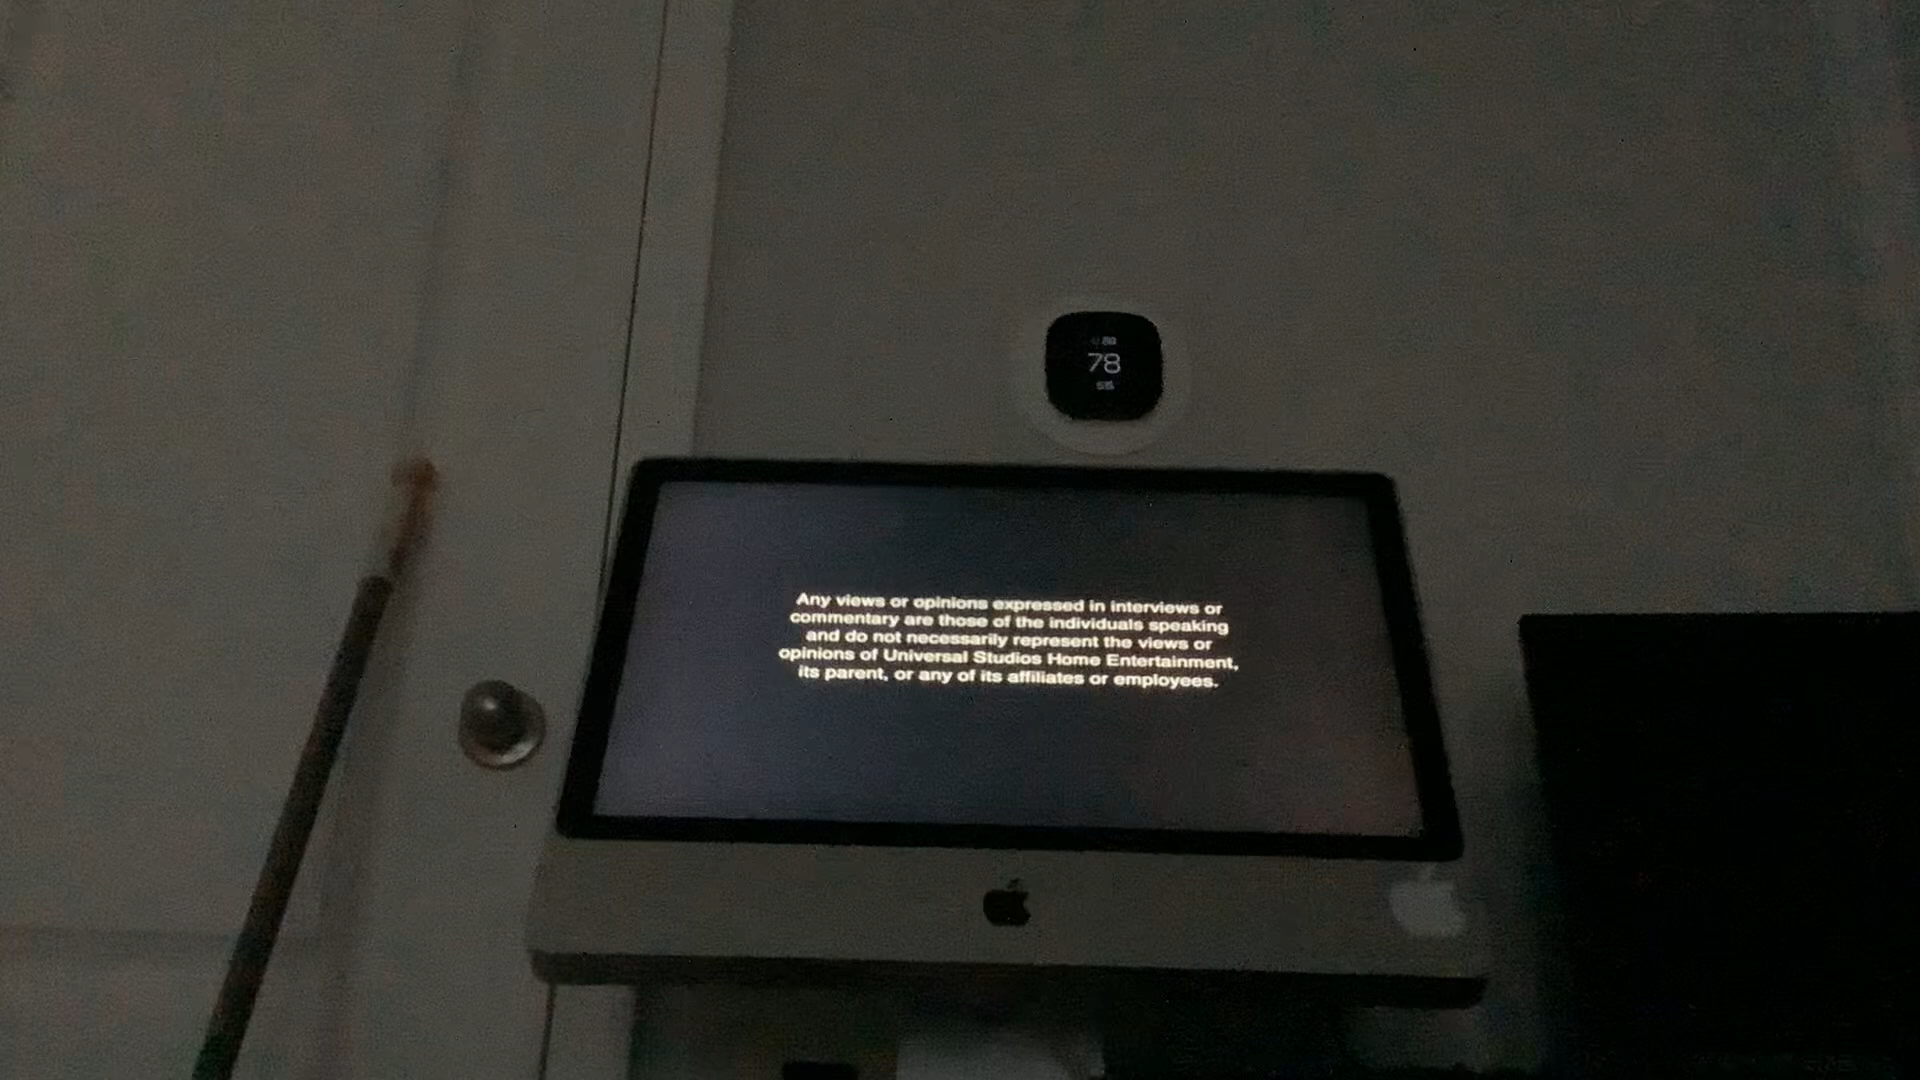 78
Any views or opinions expressed in interviews or
commentary are those of the individuals speaking
and do not necessarily represent the views or
opinions of Universal Studios Home Entertainment,
its parent, or any of its affiliates or employees.